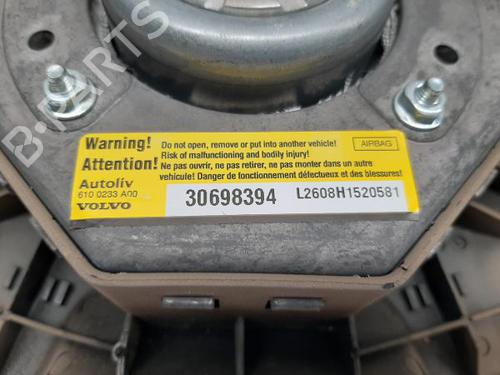 B-PARTS
Warning!
Do not open, remove or put into another vehicle!
AIRBAG
Risk of malfunctioning and bodily injury!
Attention!
Ne pas ouvrir, ne pas retirer, ne pas monter dans un autre
véhicule! Danger de fonctionnement défectueux et des blessures!
Autoliv
610 0233 A00
VOLVO
30698394
L2608H1520581